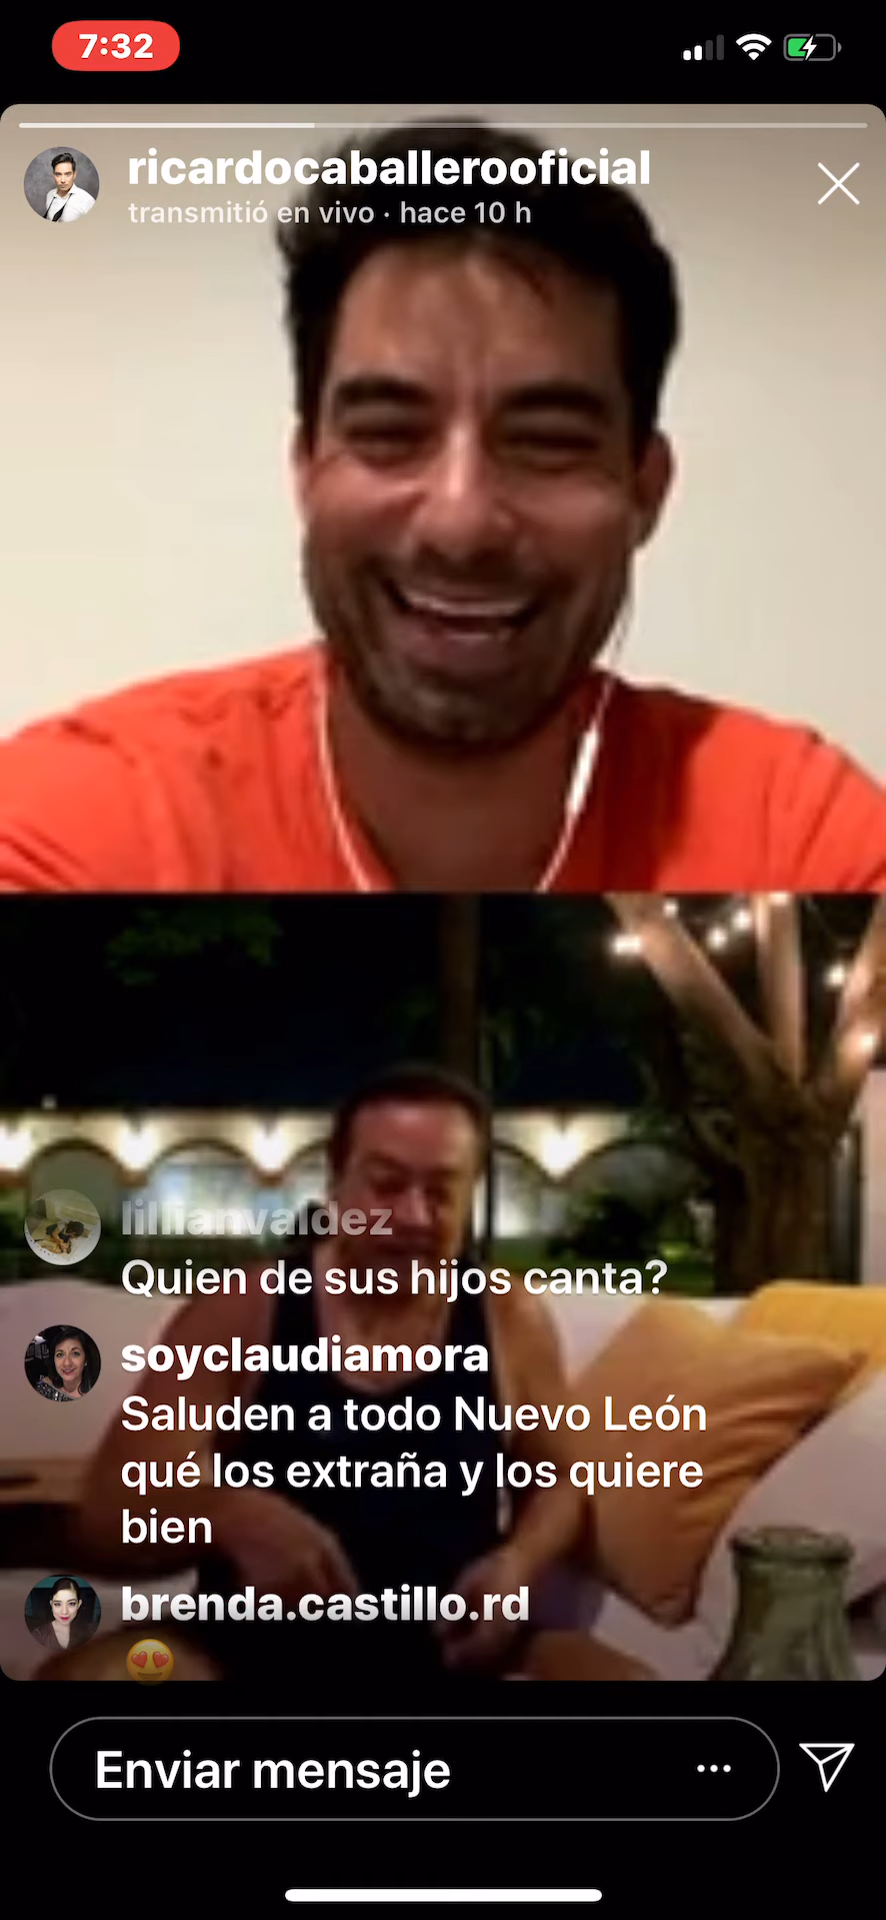 7:32
ricardocaballerooficial
transmitió en vivo · hace 10 h
lillianvaldez
Quien de sus hijos canta?
soyclaudiamora
Saluden a todo Nuevo León
qué los extraña y los quiere
bien
brenda.castillo.rd
😍
Enviar mensaje